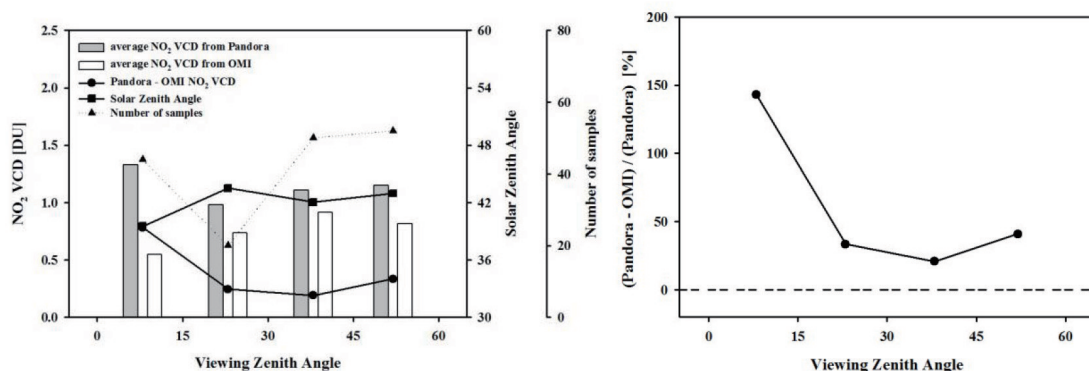 2.5
2.0
1.5
1.0
0.5
0.0
NO2 VCD [DU]
average NO2 VCD from Pandora
average NO2 VCD from OMI
Pandora - OMI NO2 VCD
Solar Zenith Angle
Number of samples
0 15 30 45 60
Viewing Zenith Angle
60
54
48
42
36
30
Solar Zenith Angle
80
60
40
20
0
Number of samples
200
150
100
50
0
(Pandora - OMI) / (Pandora) [%]
0 15 30 45 60
Viewing Zenith Angle